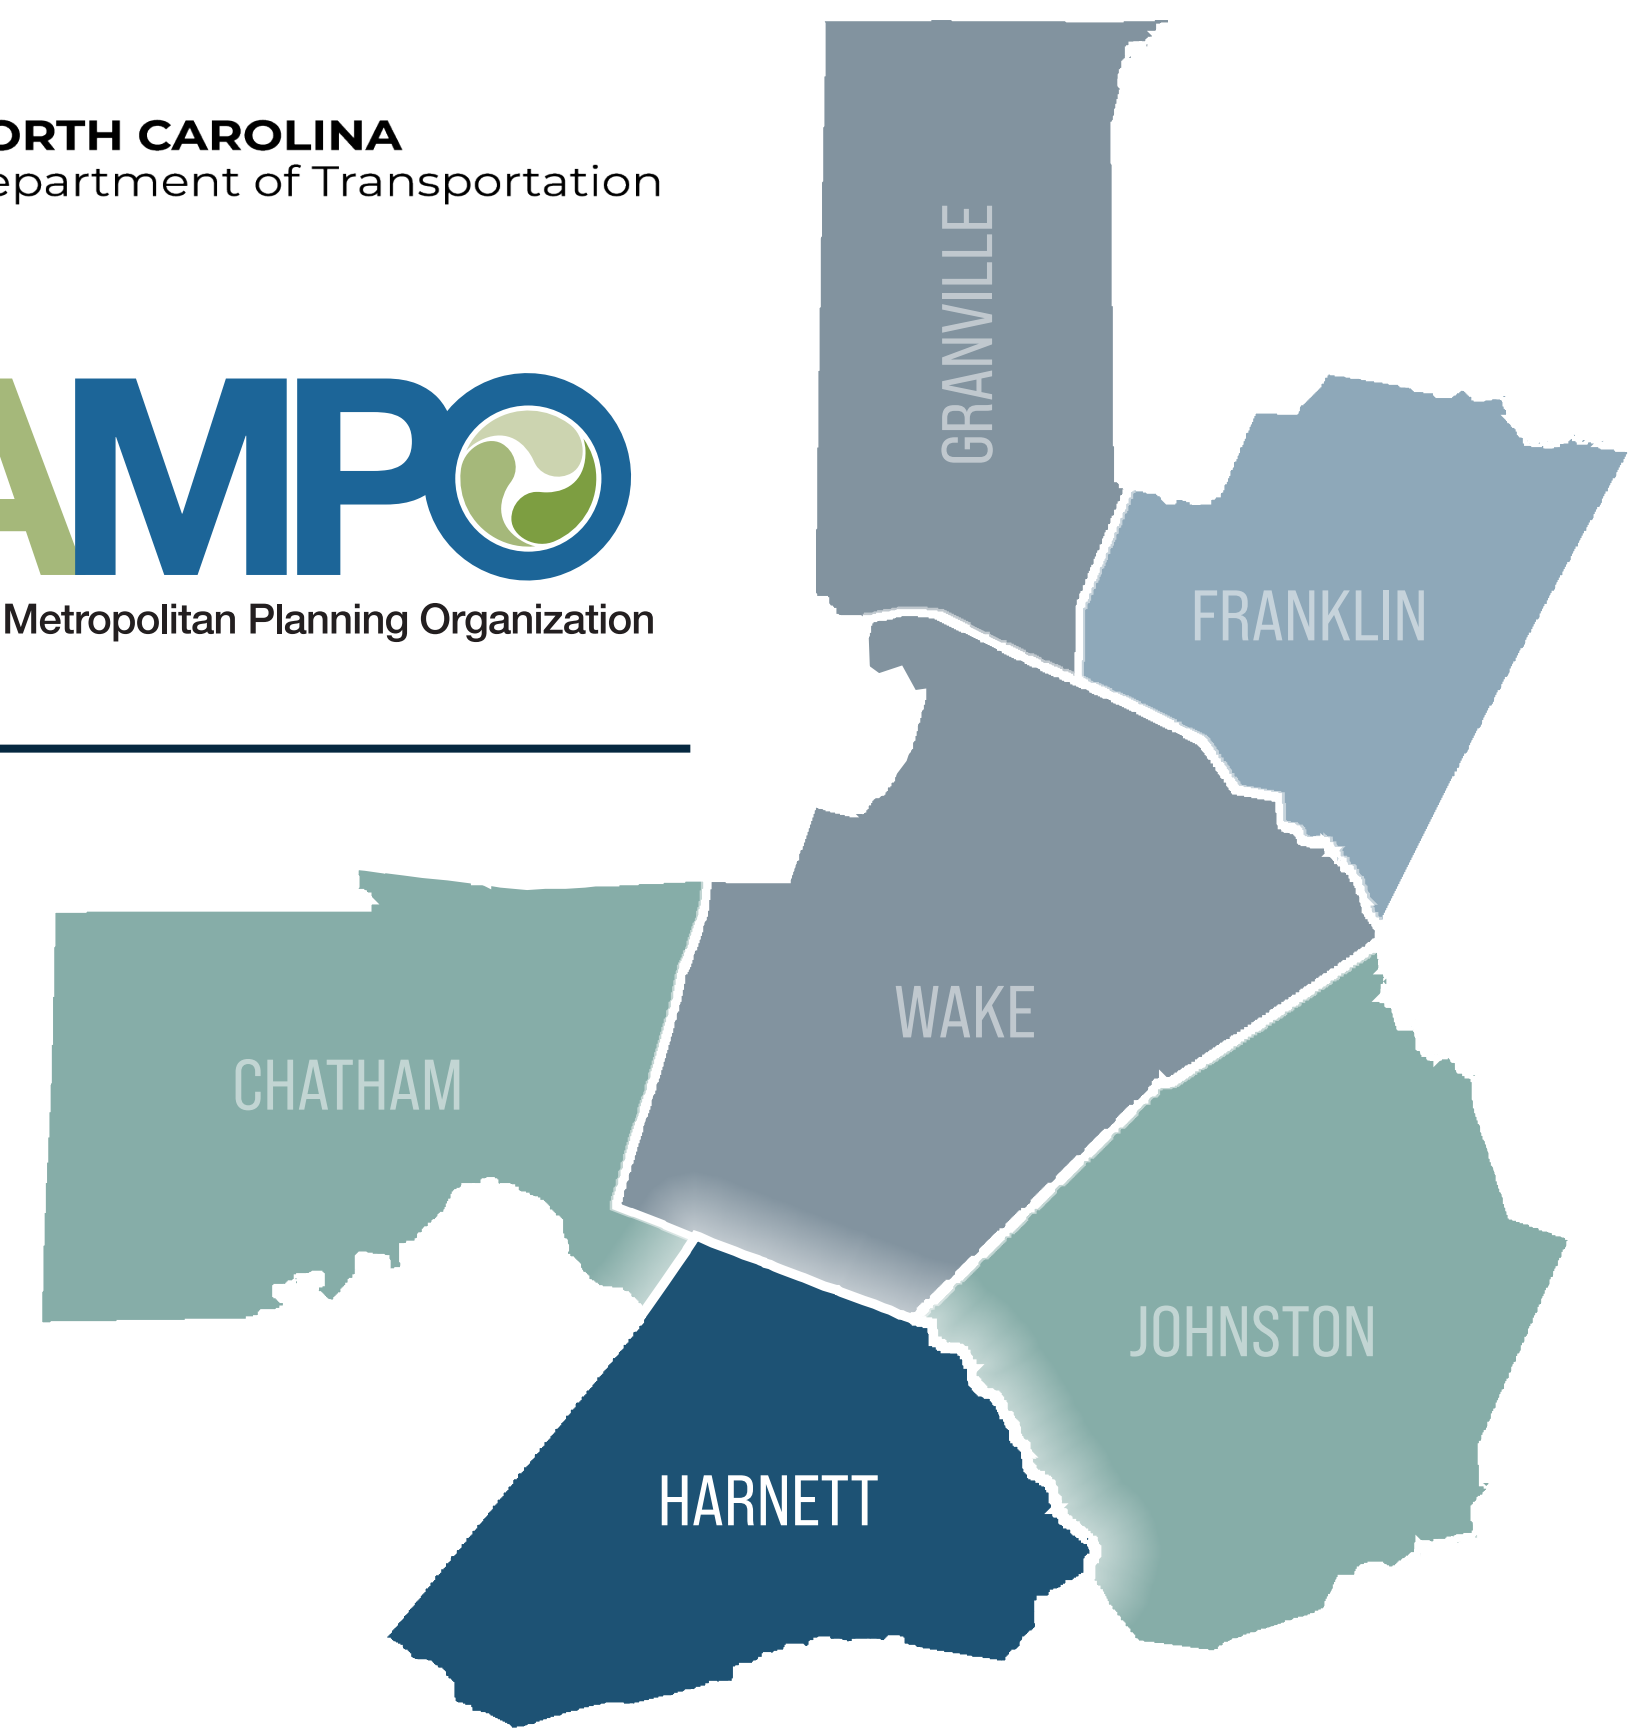 ORTH CAROLINA
epartment of Transportation
AMPO
Metropolitan Planning Organization
GRANVILLE
FRANKLIN
WAKE
CHATHAM
JOHNSTON
HARNETT